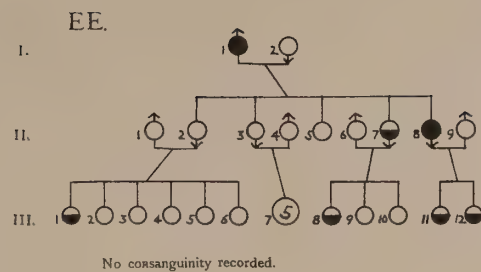 EE.
I. 1 2
II. 1 2 3 4 5 6 7 8 9
III. 1 2 3 4 5 6 7 5 8 9 10 11 12
No consanguinity recorded.